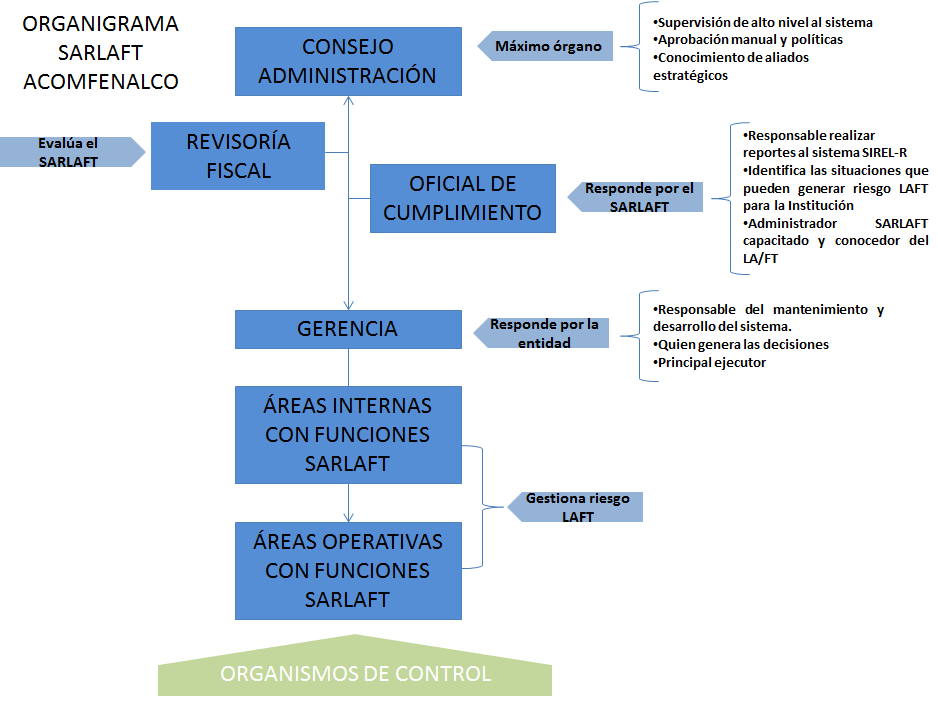 ORGANIGRAMA
SARLAFT
ACOMFENALCO
CONSEJO
ADMINISTRACIÓN
Máximo órgano
•Supervisión de alto nivel al sistema
•Aprobación manual y políticas
•Conocimiento de aliados
estratégicos
Evalúa el
SARLAFT
REVISORÍA
FISCAL
OFICIAL DE
CUMPLIMIENTO
Responde por el
SARLAFT
•Responsable realizar
reportes al sistema SIREL-R
•Identifica las situaciones que
pueden generar riesgo LAFT
para la Institución
•Administrador SARLAFT
capacitado y conocedor del
LA/FT
GERENCIA
Responde por la
entidad
•Responsable del mantenimiento y
desarrollo del sistema.
•Quien genera las decisiones
•Principal ejecutor
ÁREAS INTERNAS
CON FUNCIONES
SARLAFT
Gestiona riesgo
LAFT
ÁREAS OPERATIVAS
CON FUNCIONES
SARLAFT
ORGANISMOS DE CONTROL